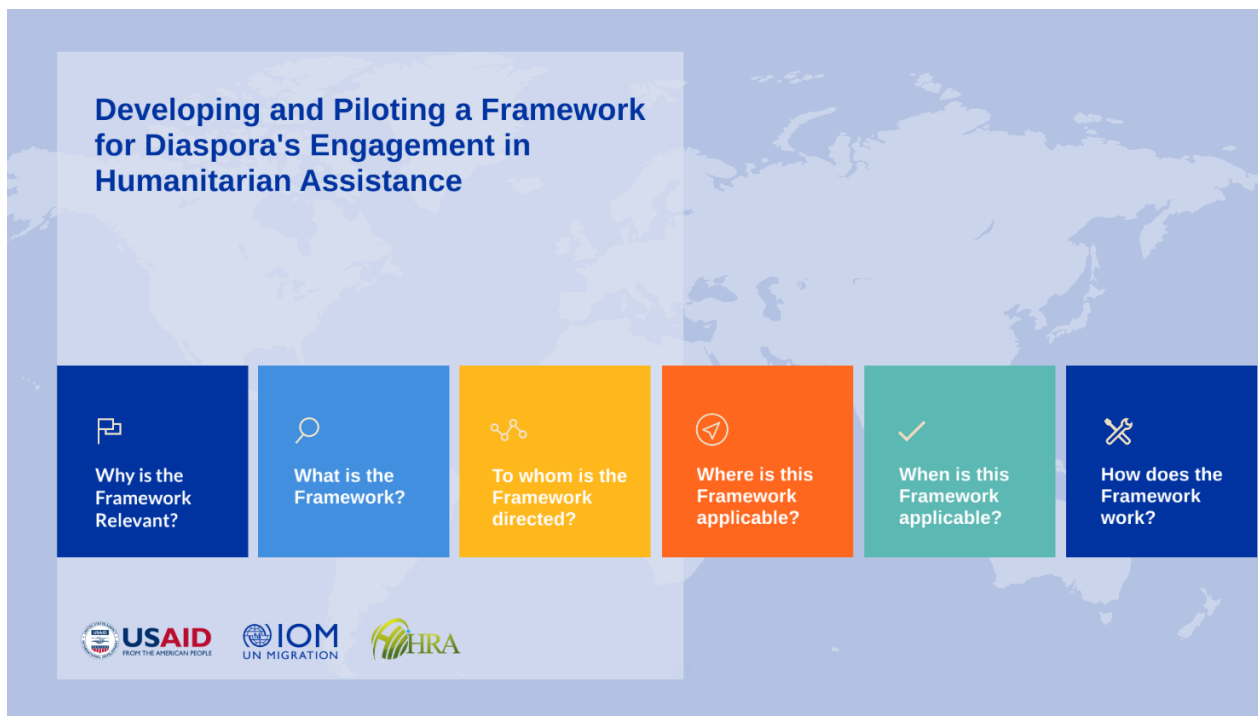 Developing and Piloting a Framework
for Diaspora's Engagement in
Humanitarian Assistance
Why is the
Framework
Relevant?
What is the
Framework?
To whom is the
Framework
directed?
Where is this
Framework
applicable?
When is this
Framework
applicable?
How does the
Framework
work?
USAID
FROM THE AMERICAN PEOPLE
IOM
UN MIGRATION
HRA